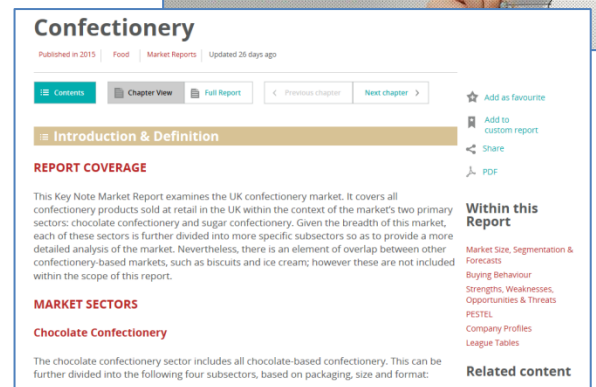 Confectionery
Published in 2015 Food Market Reports Updated 26 days ago
Contents Chapter View Full Report Previous chapter Next chapter
Introduction & Definition
REPORT COVERAGE
This Key Note Market Report examines the UK confectionery market. It covers all
confectionery products sold at retail in the UK within the context of the market's two primary
sectors: chocolate confectionery and sugar confectionery. Given the breadth of this market,
each of these sectors is further divided into more specific subsectors so as to provide a more
detailed analysis of the market. Nevertheless, there is an element of overlap between other
confectionery-based markets, such as biscuits and ice cream; however these are not included
within the scope of this report.
MARKET SECTORS
Chocolate Confectionery
The chocolate confectionery sector includes all chocolate-based confectionery. This can be
further divided into the following four subsectors, based on packaging, size and format:
Add as favourite
Add to
custom report
Share
PDF
Within this
Report
Market Size, Segmentation &
Forecasts
Buying Behaviour
Strengths, Weaknesses,
Opportunities & Threats
PESTEL
Company Profiles
League Tables
Related content